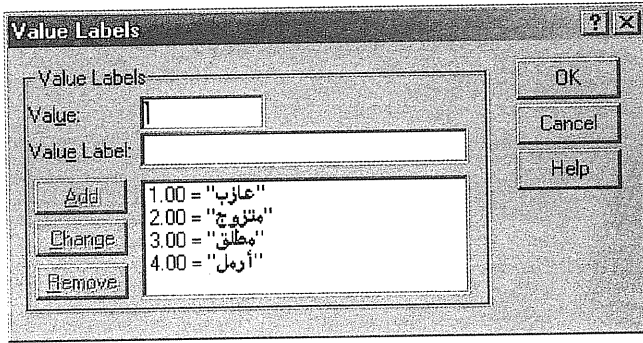 Value Labels
? X
Value Labels
OK
Value:
Cancel
Value Label:
Help
Add
1.00 = "عازب"
Change
2.00 = "متزوج"
3.00 = "مطلق"
Remove
4.00 = "أرمل"